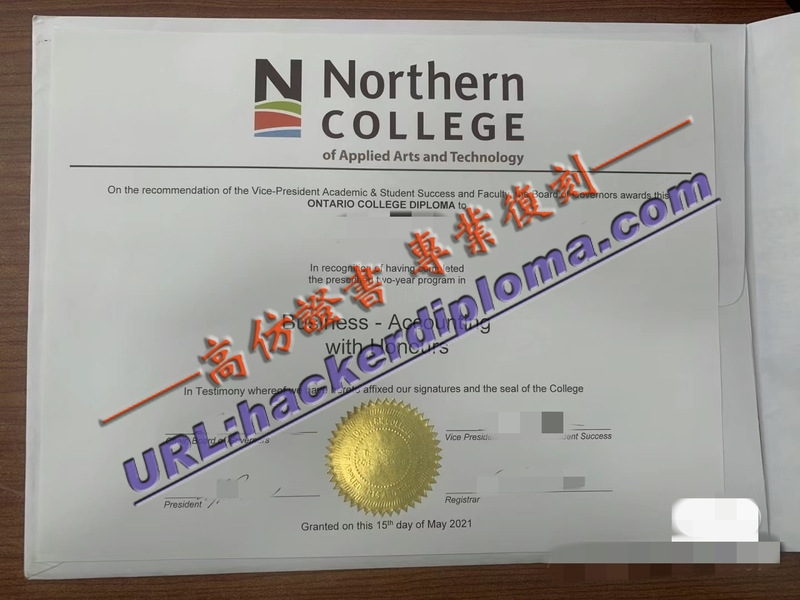 N Northern
COLLEGE
of Applied Arts and Technology
On the recommendation of the Vice-President Academic & Student Success and Faculty, the Board of Governors awards this
ONTARIO COLLEGE DIPLOMA to
In recognition of having completed
the prescribed two-year program in
Business - Accounting
with Honours
In Testimony whereof we have hereto affixed our signatures and the seal of the College
Chair, Board of Governors
Vice President Student Success
President
Registrar
Granted on this 15th day of May 2021
高仿證書 專業復刻
URL:hackerdiploma.com